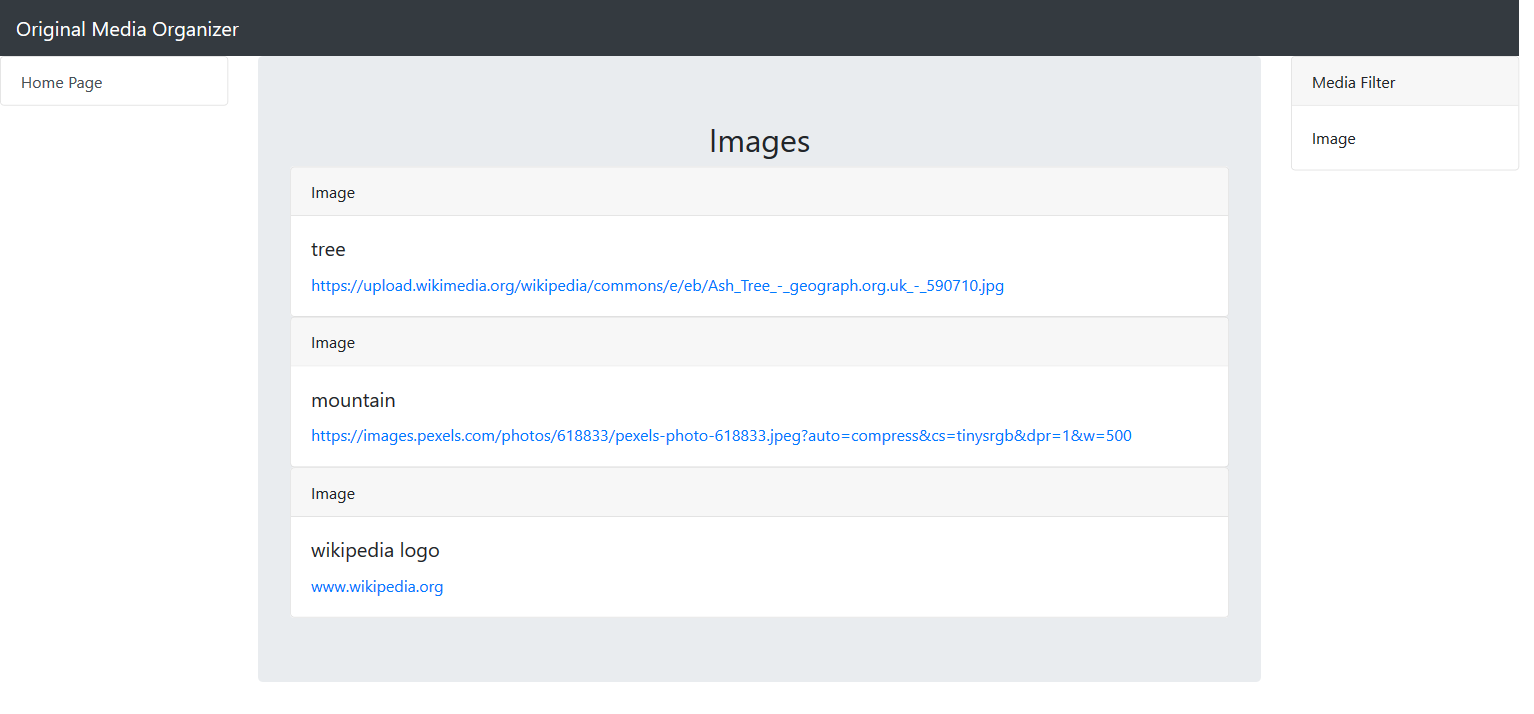 Original Media Organizer
Home Page
Images
Image
tree
https://upload.wikimedia.org/wikipedia/commons/e/eb/Ash_Tree_-_geograph.org.uk_-_590710.jpg
Image
mountain
https://images.pexels.com/photos/618833/pexels-photo-618833.jpeg?auto=compress&cs=tinysrgb&dpr=1&w=500
Image
wikipedia logo
www.wikipedia.org
Media Filter
Image